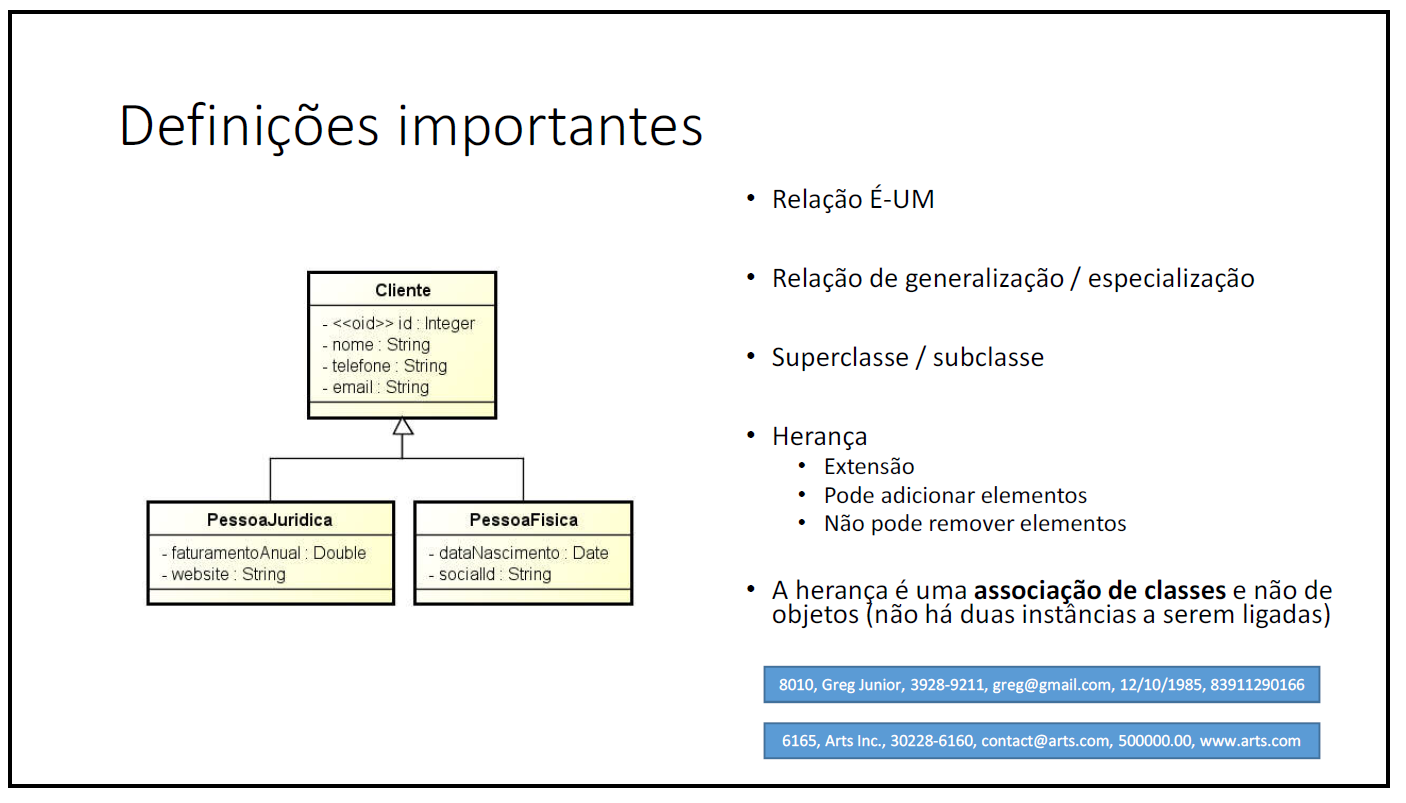 Definições importantes
Cliente
- <<oid>> id : Integer
- nome : String
- telefone : String
- email : String
PessoaJuridica
- faturamentoAnual : Double
- website : String
PessoaFisica
- dataNascimento : Date
- socialId : String
• Relação É-UM
• Relação de generalização / especialização
• Superclasse / subclasse
• Herança
• Extensão
• Pode adicionar elementos
• Não pode remover elementos
• A herança é uma associação de classes e não de
objetos (não há duas instâncias a serem ligadas)
8010, Greg Junior, 3928-9211, greg@gmail.com, 12/10/1985, 83911290166
6165, Arts Inc., 30228-6160, contact@arts.com, 500000.00, www.arts.com